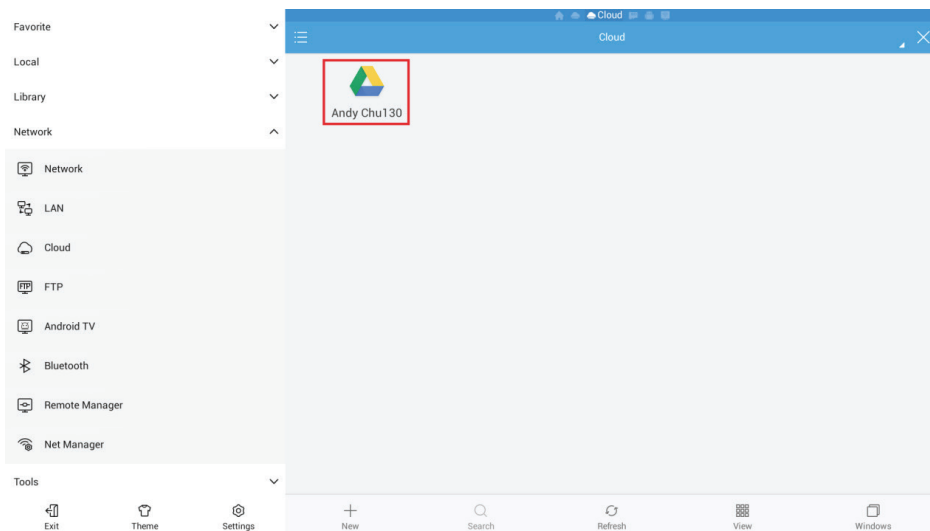 Favorite
Local
Library
Network
Network
LAN
Cloud
FTP
Android TV
Bluetooth
Remote Manager
Net Manager
Tools
Exit
Theme
Settings
Cloud
Cloud
Andy Chu130
New
Search
Refresh
View
Windows